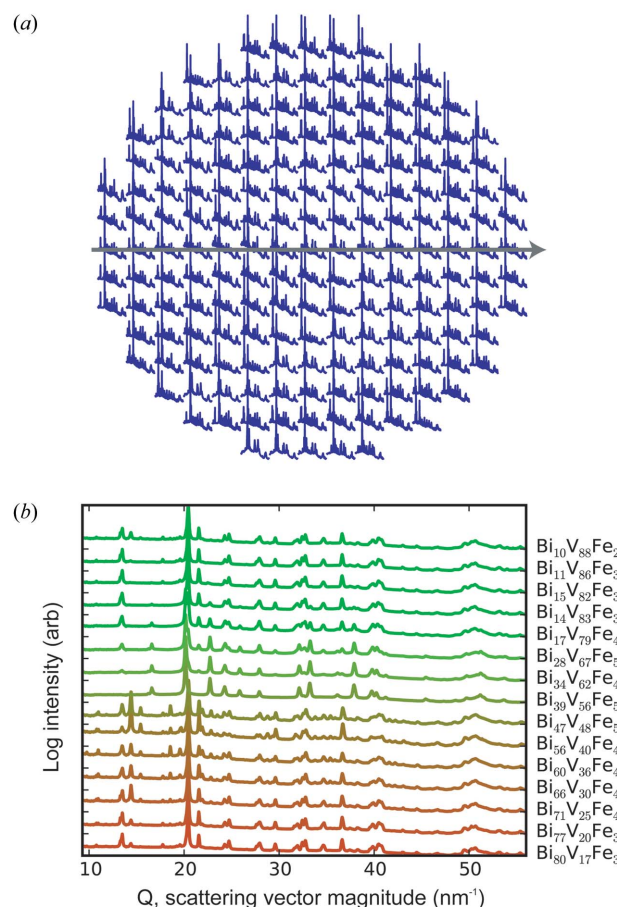 (a)
(b)
Bi₁₀V₈₈Fe₂
Bi₁₁V₈₆Fe₃
Bi₁₅V₈₂Fe₃
Bi₁₄V₈₃Fe₃
Bi₁₇V₇₉Fe₄
Bi₂₈V₆₇Fe₅
Bi₃₄V₆₂Fe₄
Bi₃₉V₅₆Fe₅
Bi₄₇V₄₈Fe₅
Bi₅₆V₄₀Fe₄
Bi₆₀V₃₆Fe₄
Bi₆₆V₃₀Fe₄
Bi₇₁V₂₅Fe₄
Bi₇₇V₂₀Fe₃
Bi₈₀V₁₇Fe₃
Log intensity (arb)
10 20 30 40 50
Q, scattering vector magnitude (nm⁻¹)